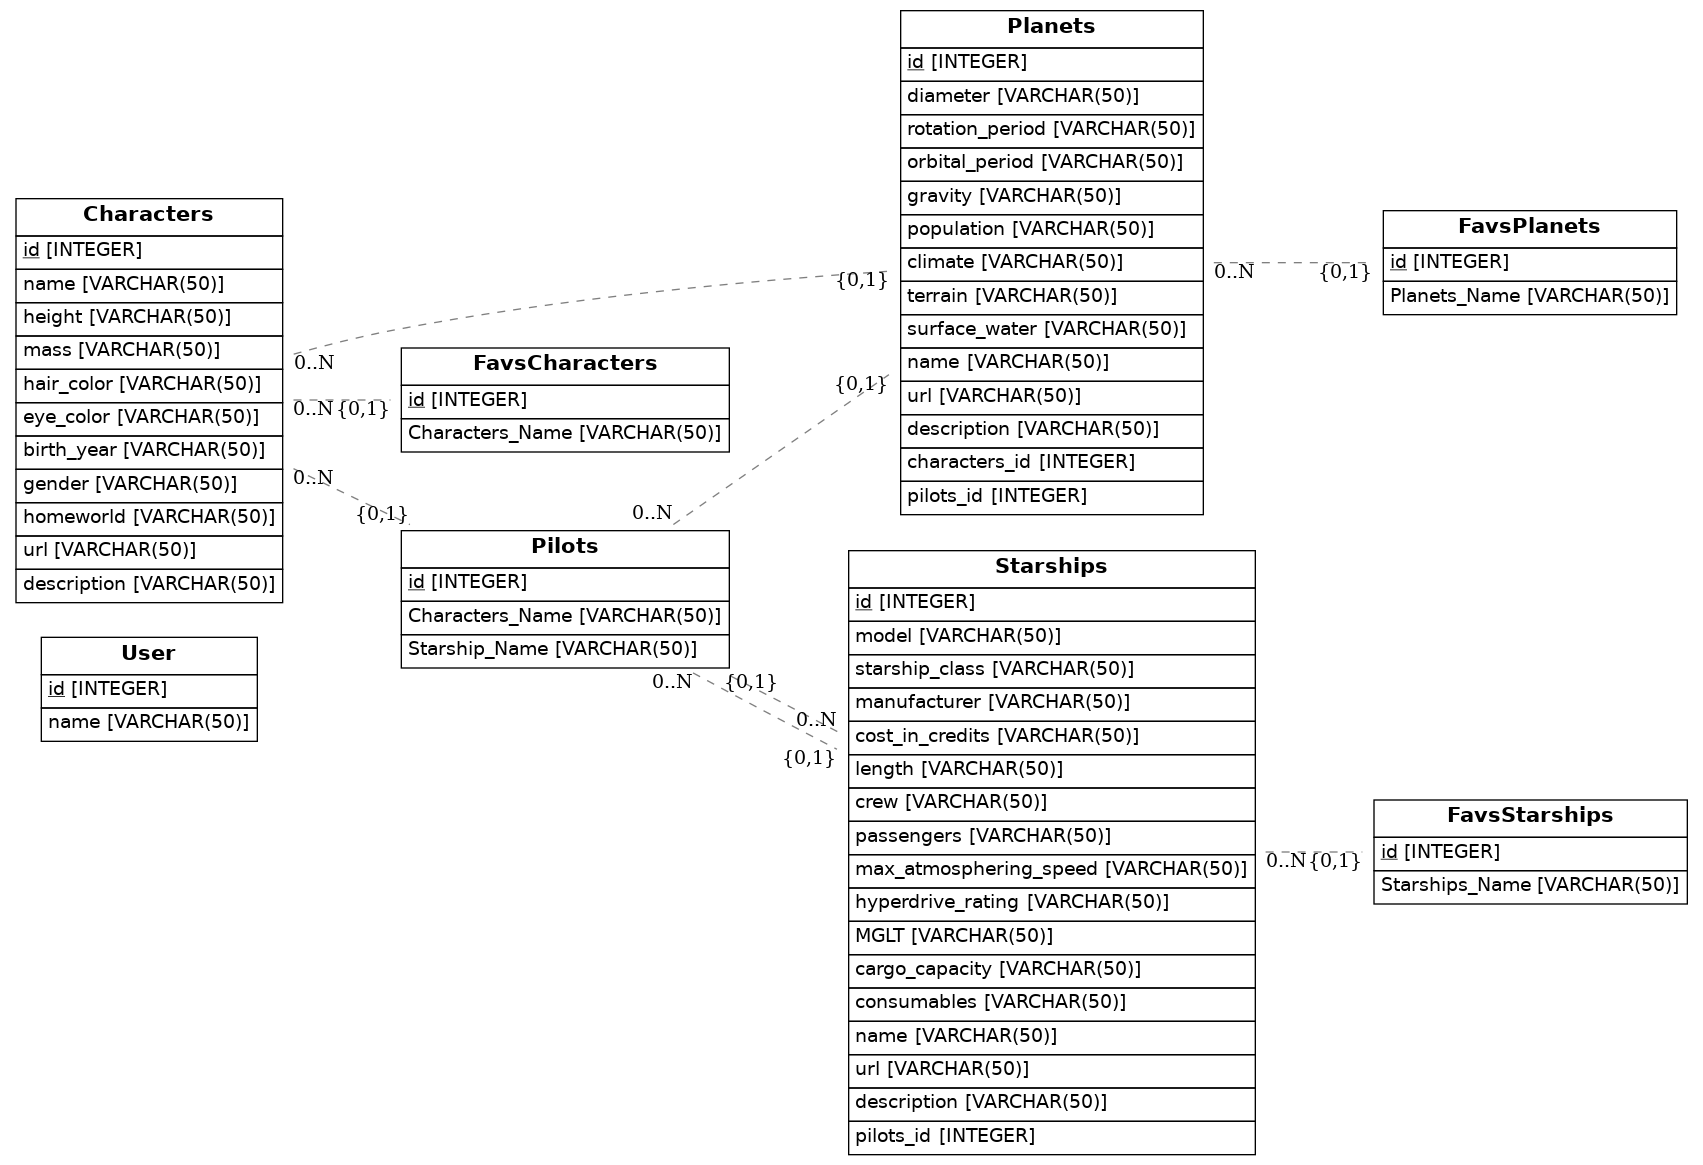 Planets
id [INTEGER]
diameter [VARCHAR(50)]
rotation_period [VARCHAR(50)]
orbital_period [VARCHAR(50)]
gravity [VARCHAR(50)]
population [VARCHAR(50)]
climate [VARCHAR(50)]
terrain [VARCHAR(50)]
surface_water [VARCHAR(50)]
name [VARCHAR(50)]
url [VARCHAR(50)]
description [VARCHAR(50)]
characters_id [INTEGER]
pilots_id [INTEGER]
Characters
id [INTEGER]
name [VARCHAR(50)]
height [VARCHAR(50)]
mass [VARCHAR(50)]
hair_color [VARCHAR(50)]
eye_color [VARCHAR(50)]
birth_year [VARCHAR(50)]
gender [VARCHAR(50)]
homeworld [VARCHAR(50)]
url [VARCHAR(50)]
description [VARCHAR(50)]
0..N
{0,1}
0..N
{0,1}
0..N
{0,1}
FavsCharacters
id [INTEGER]
Characters_Name [VARCHAR(50)]
0..N
{0,1}
0..N
{0,1}
FavsPlanets
id [INTEGER]
Planets_Name [VARCHAR(50)]
Pilots
id [INTEGER]
Characters_Name [VARCHAR(50)]
Starship_Name [VARCHAR(50)]
0..N
{0,1}
0..N
{0,1}
User
id [INTEGER]
name [VARCHAR(50)]
Starships
id [INTEGER]
model [VARCHAR(50)]
starship_class [VARCHAR(50)]
manufacturer [VARCHAR(50)]
cost_in_credits [VARCHAR(50)]
length [VARCHAR(50)]
crew [VARCHAR(50)]
passengers [VARCHAR(50)]
max_atmosphering_speed [VARCHAR(50)]
hyperdrive_rating [VARCHAR(50)]
MGLT [VARCHAR(50)]
cargo_capacity [VARCHAR(50)]
consumables [VARCHAR(50)]
name [VARCHAR(50)]
url [VARCHAR(50)]
description [VARCHAR(50)]
pilots_id [INTEGER]
0..N
{0,1}
FavsStarships
id [INTEGER]
Starships_Name [VARCHAR(50)]